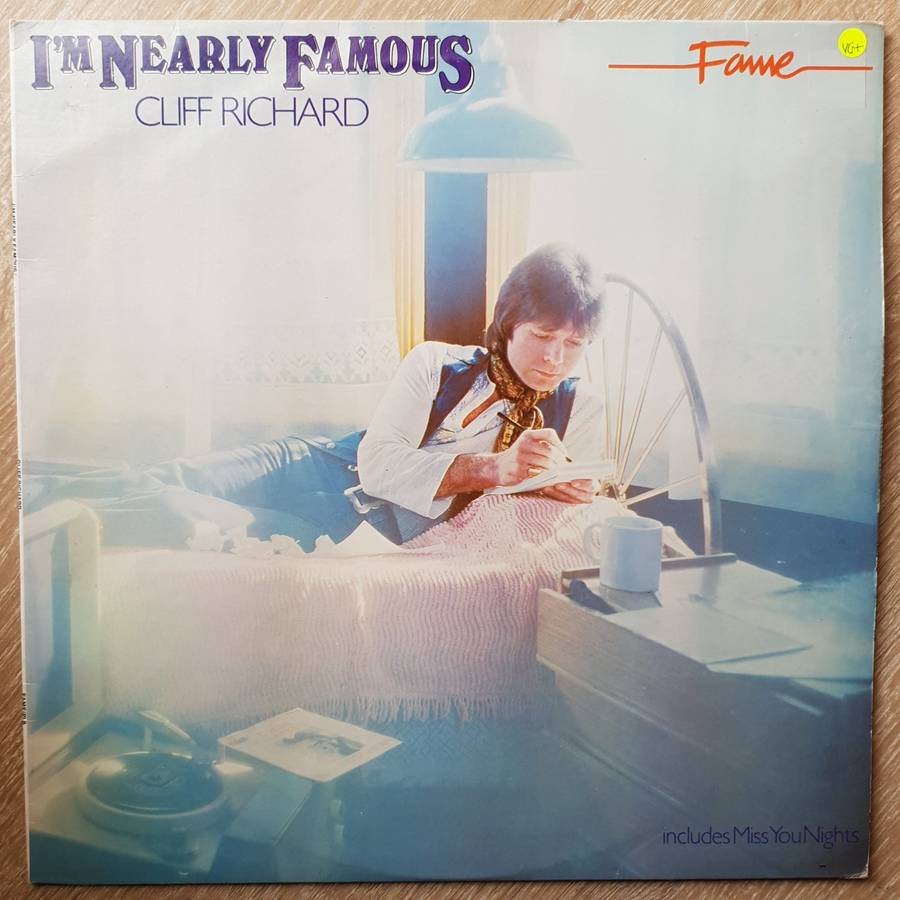 I'M NEARLY FAMOUS
CLIFF RICHARD
Fame
VG+
includes Miss You Nights